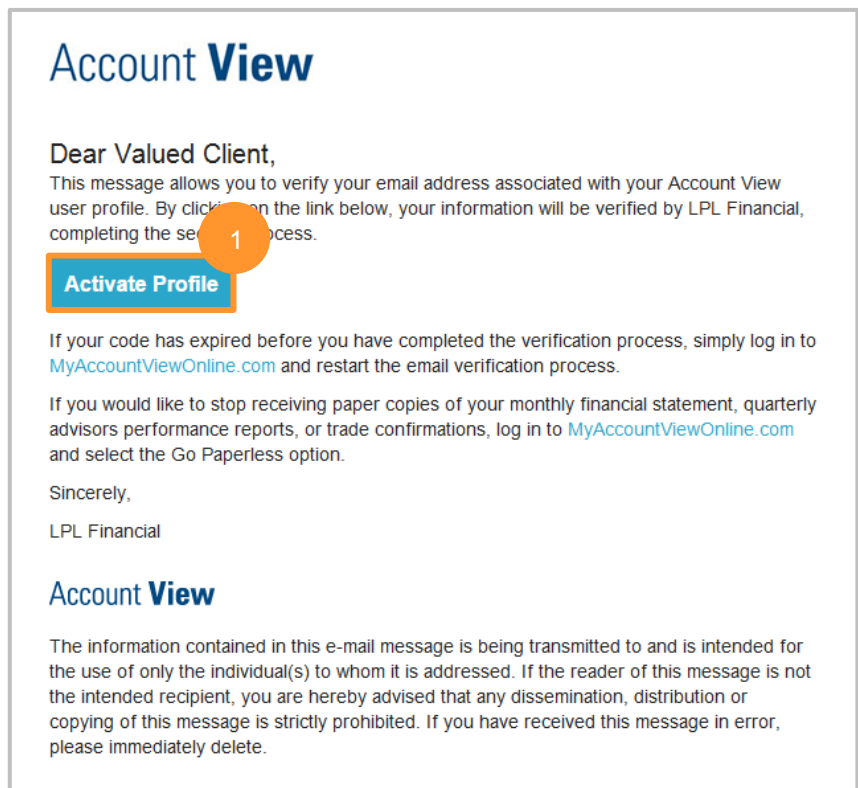 Account View
Dear Valued Client,
This message allows you to verify your email address associated with your Account View
user profile. By on the link below, your information will be verified by LPL Financial,
completing the
1
Activate Profile
If your code has expired before you have completed the verification process, simply log in to
MyAccountViewOnline.com and restart the email verification process.
If you would like to stop receiving paper copies of your monthly financial statement, quarterly
advisors performance reports, or trade confirmations, log in to MyAccountViewOnline.com
and select the Go Paperless option.
Sincerely,
LPL Financial
Account View
The information contained in this e-mail message is being transmitted to and is intended for
the use of only the individual(s) to whom it is addressed. If the reader of this message is not
the intended recipient, you are hereby advised that any dissemination, distribution or
copying of this message is strictly prohibited. If you have received this message in error,
please immediately delete.